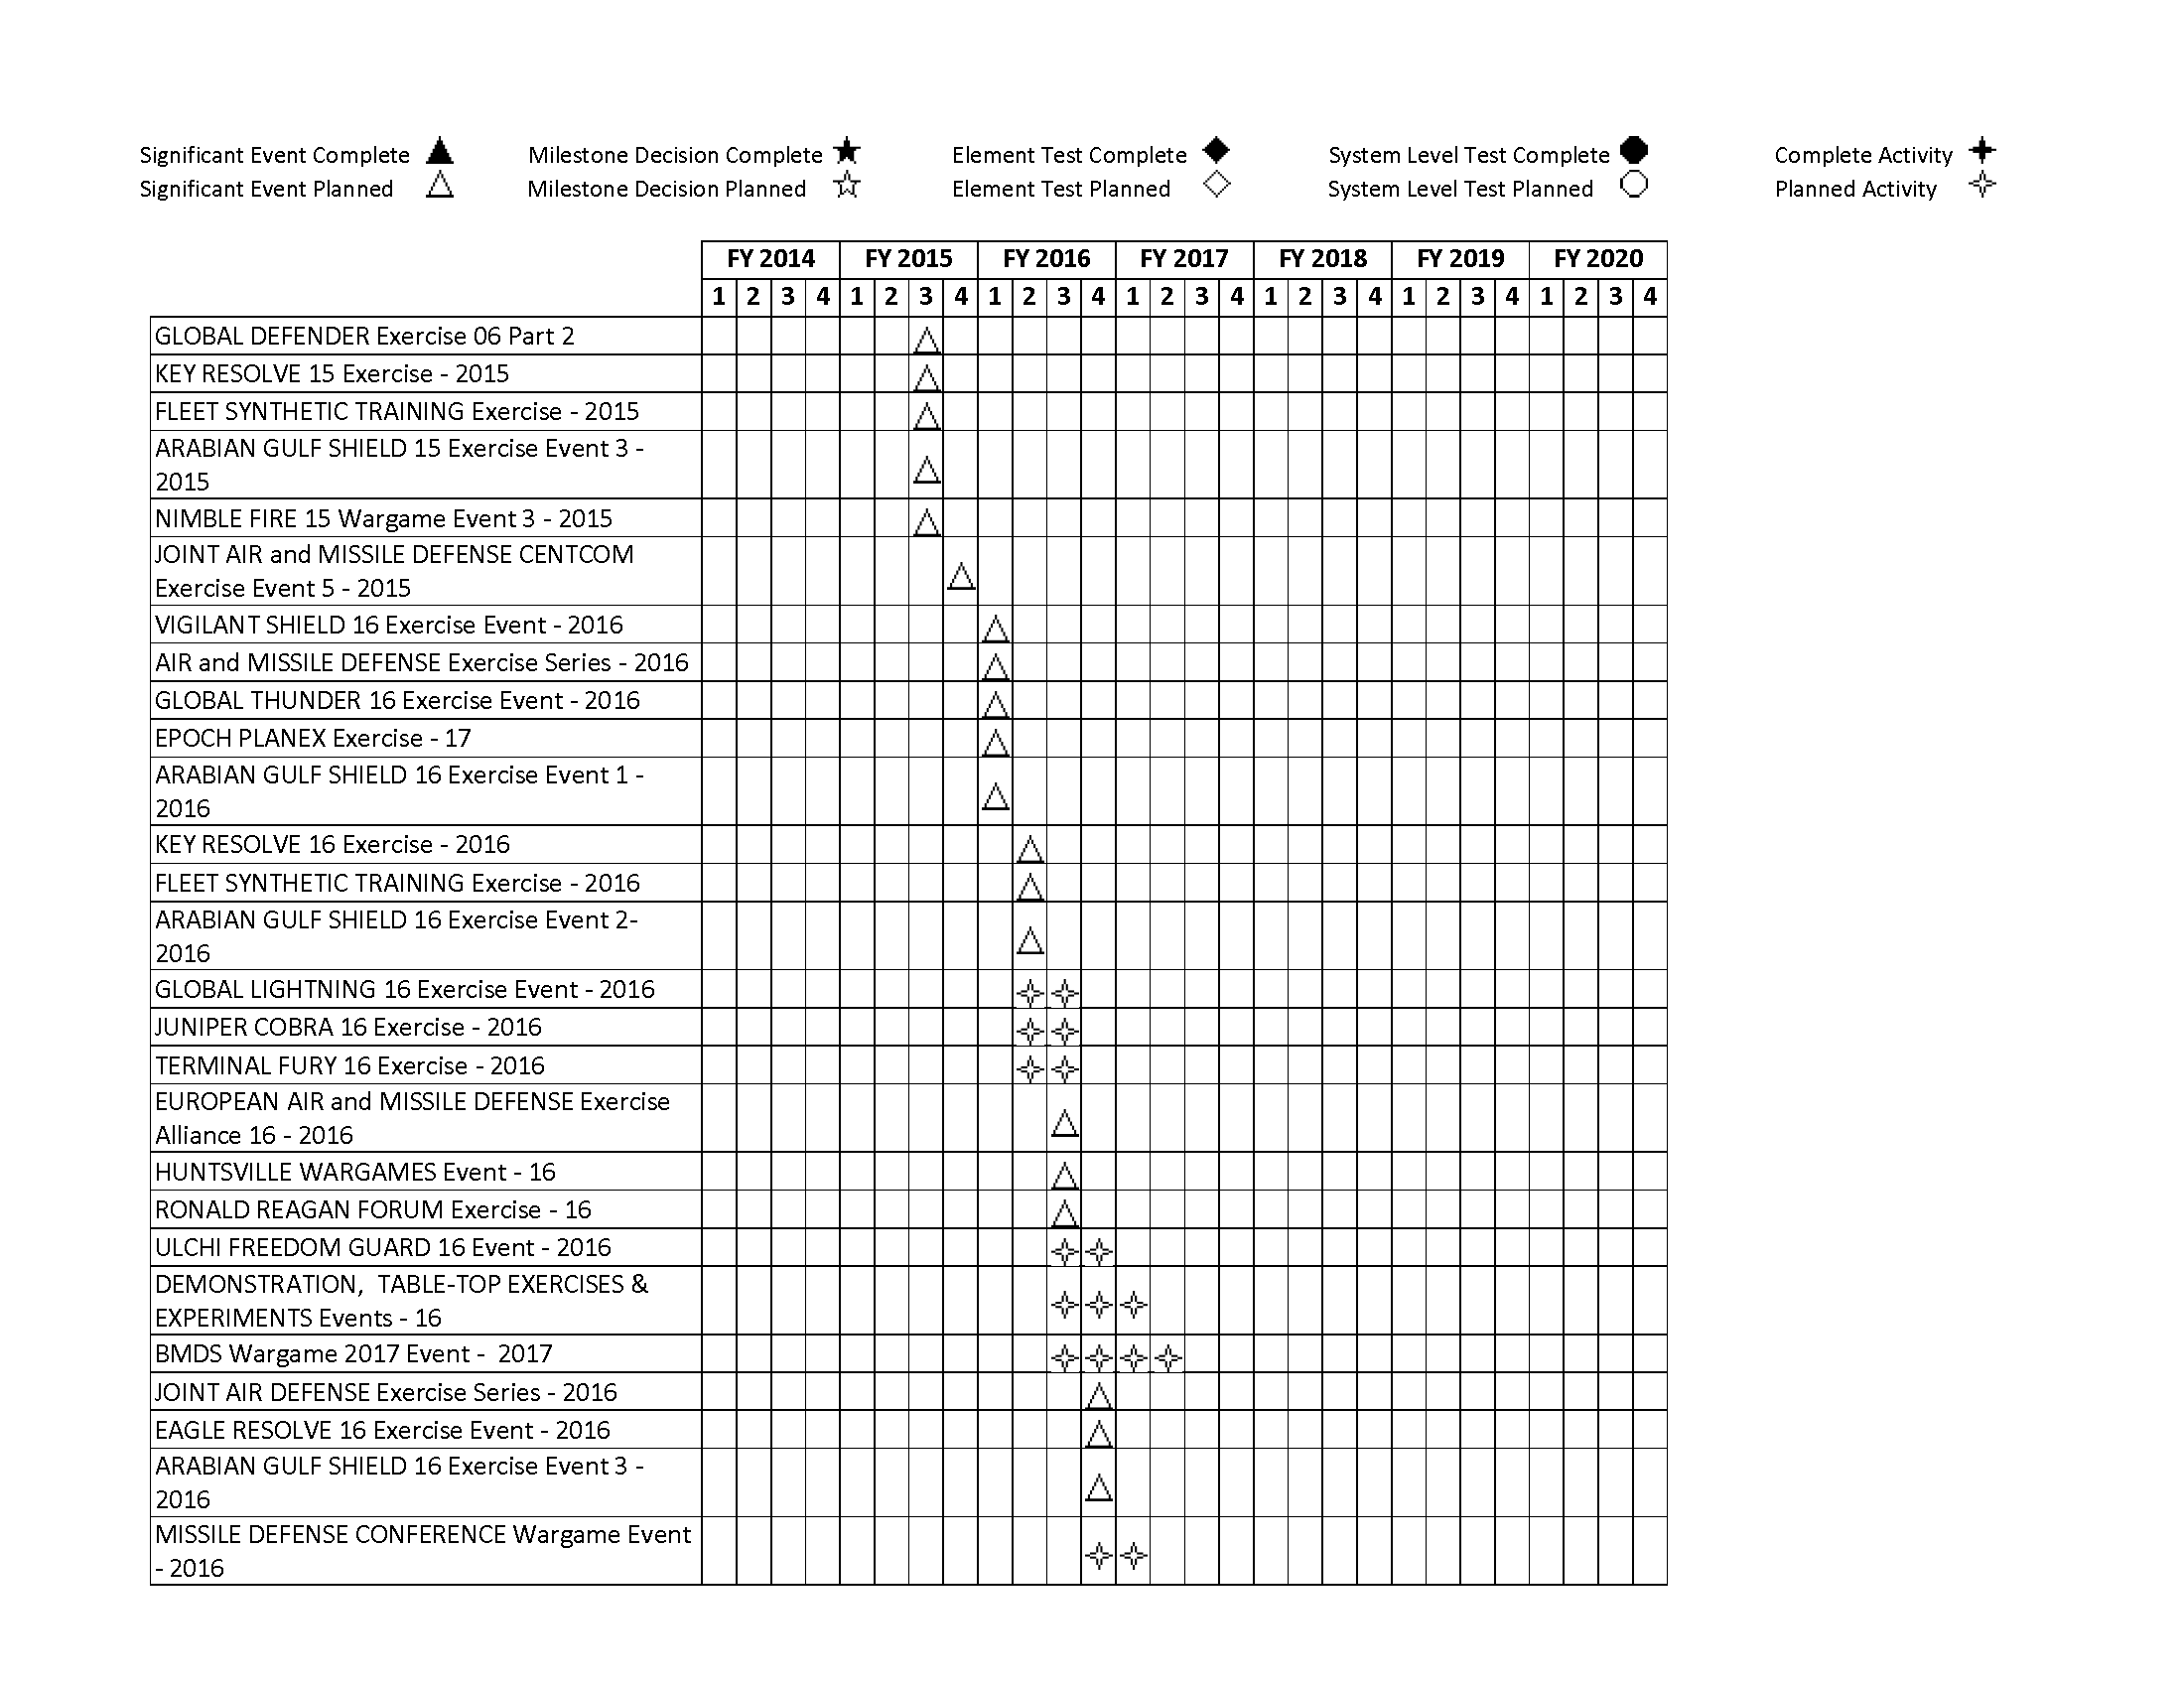 Significant Event Complete Milestone Decision Complete Element Test Complete System Level Test Complete Complete Activity
Significant Event Planned Milestone Decision Planned Element Test Planned System Level Test Planned Planned Activity
FY 2014 FY 2015 FY 2016 FY 2017 FY 2018 FY 2019 FY 2020
1 2 3 4 1 2 3 4 1 2 3 4 1 2 3 4 1 2 3 4 1 2 3 4 1 2 3 4
GLOBAL DEFENDER Exercise 06 Part 2
KEY RESOLVE 15 Exercise - 2015
FLEET SYNTHETIC TRAINING Exercise - 2015
ARABIAN GULF SHIELD 15 Exercise Event 3 -
2015
NIMBLE FIRE 15 Wargame Event 3 - 2015
JOINT AIR and MISSILE DEFENSE CENTCOM
Exercise Event 5 - 2015
VIGILANT SHIELD 16 Exercise Event - 2016
AIR and MISSILE DEFENSE Exercise Series - 2016
GLOBAL THUNDER 16 Exercise Event - 2016
EPOCH PLANEX Exercise - 17
ARABIAN GULF SHIELD 16 Exercise Event 1 -
2016
KEY RESOLVE 16 Exercise - 2016
FLEET SYNTHETIC TRAINING Exercise - 2016
ARABIAN GULF SHIELD 16 Exercise Event 2-
2016
GLOBAL LIGHTNING 16 Exercise Event - 2016
JUNIPER COBRA 16 Exercise - 2016
TERMINAL FURY 16 Exercise - 2016
EUROPEAN AIR and MISSILE DEFENSE Exercise
Alliance 16 - 2016
HUNTSVILLE WARGAMES Event - 16
RONALD REAGAN FORUM Exercise - 16
ULCHI FREEDOM GUARD 16 Event - 2016
DEMONSTRATION, TABLE-TOP EXERCISES &
EXPERIMENTS Events - 16
BMDS Wargame 2017 Event - 2017
JOINT AIR DEFENSE Exercise Series - 2016
EAGLE RESOLVE 16 Exercise Event - 2016
ARABIAN GULF SHIELD 16 Exercise Event 3 -
2016
MISSILE DEFENSE CONFERENCE Wargame Event
- 2016